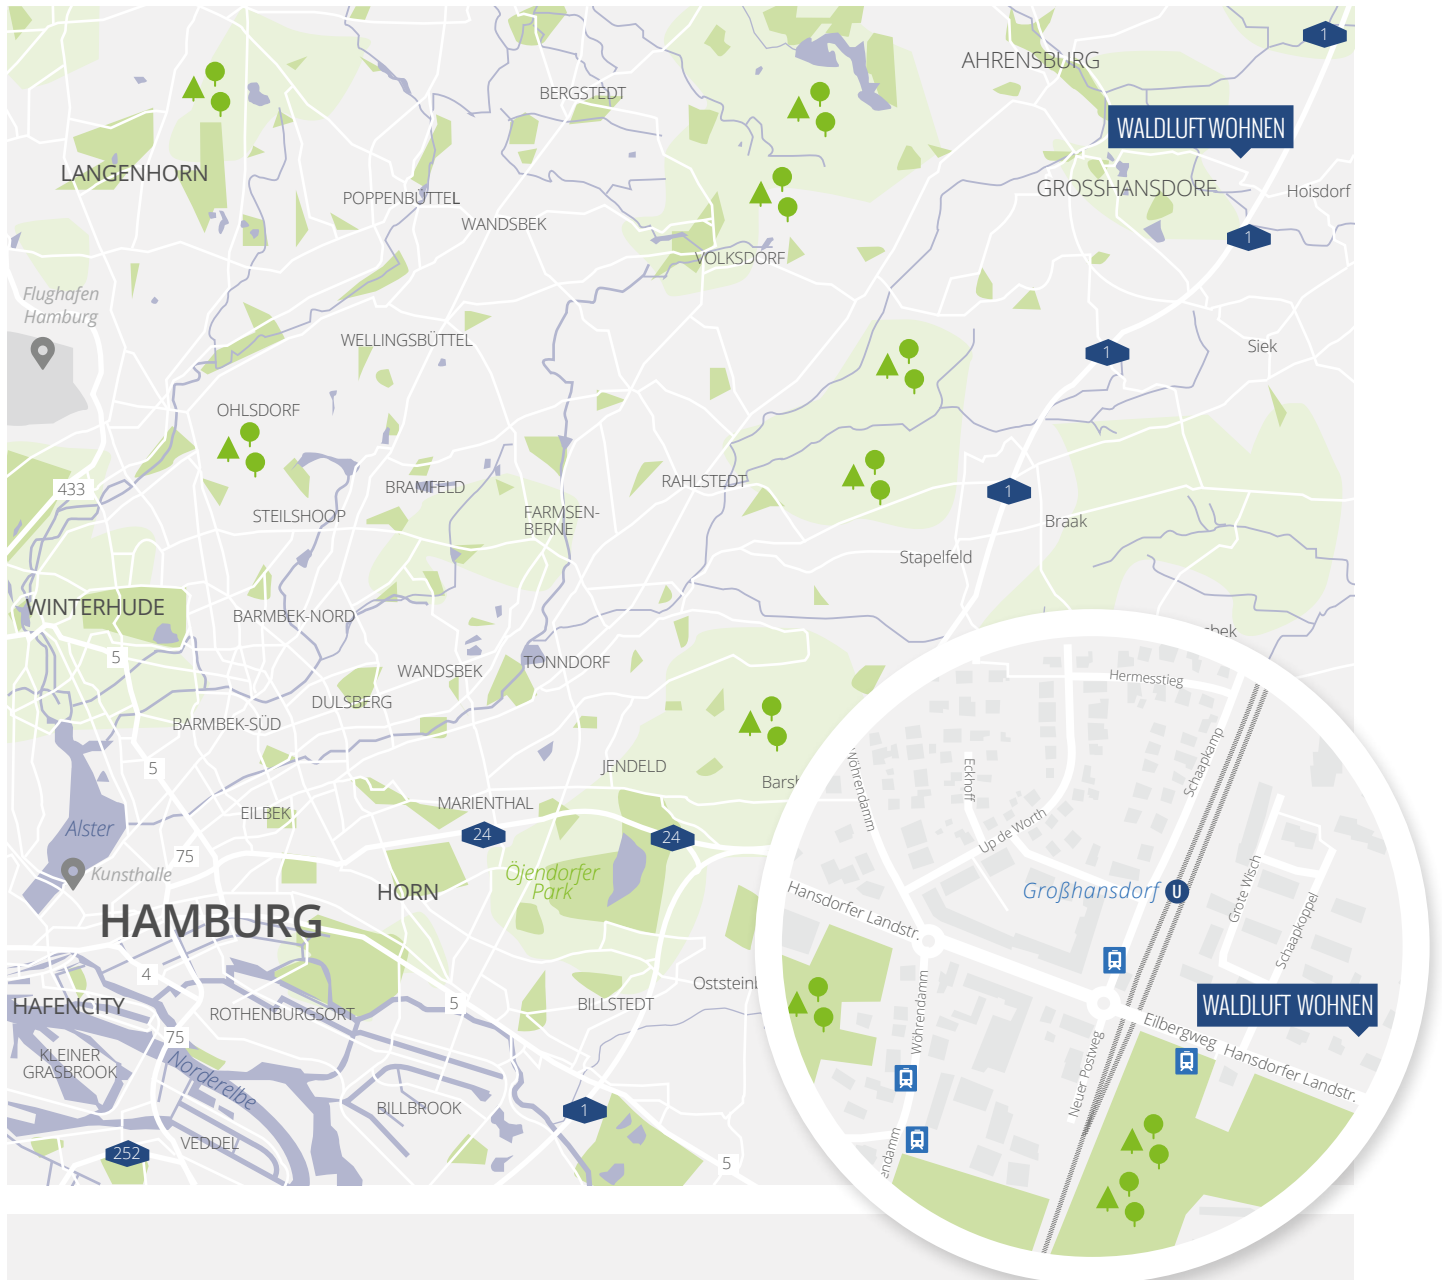 1
AHRENSBURG
BERGSTEDT
WALDLUFT WOHNEN
LANGENHORN
POPPENBÜTTEL
GROSSHANSDORF
Hoisdorf
WANDSBEK
1
VOLKSDORF
Flughafen
Hamburg
WELLINGSBÜTTEL
1
Siek
OHLSDORF
433
BRAMFELD
RAHLSTEDT
1
STEILSHOOP
FARMSEN-
BERNE
Braak
Stapelfeld
WINTERHUDE
BARMBEK-NORD
5
WANDSBEK
TONNDORF
DULSBERG
BARMBEK-SÜD
5
JENDELD
EILBEK
MARIENTHAL
Alster
24
24
75
Kunsthalle
Öjendorfer
Park
HORN
HAMBURG
4
HAFENCITY
ROTHENBURGSORT
5
BILLSTEDT
75
KLEINER
GRASBROOK
Norderelbe
BILLBROOK
1
VEDDEL
252
5
Hermesstieg
Schaapkamp
Wöhrendamm
Eckhoff
Up de Worth
Großhansdorf
U
Grote Wisch
Schaapkoppel
Hansdorfer Landstr.
Wöhrendamm
WALDLUFT WOHNEN
Eilbergweg
Hansdorfer Landstr.
Neuer Postweg
endamm